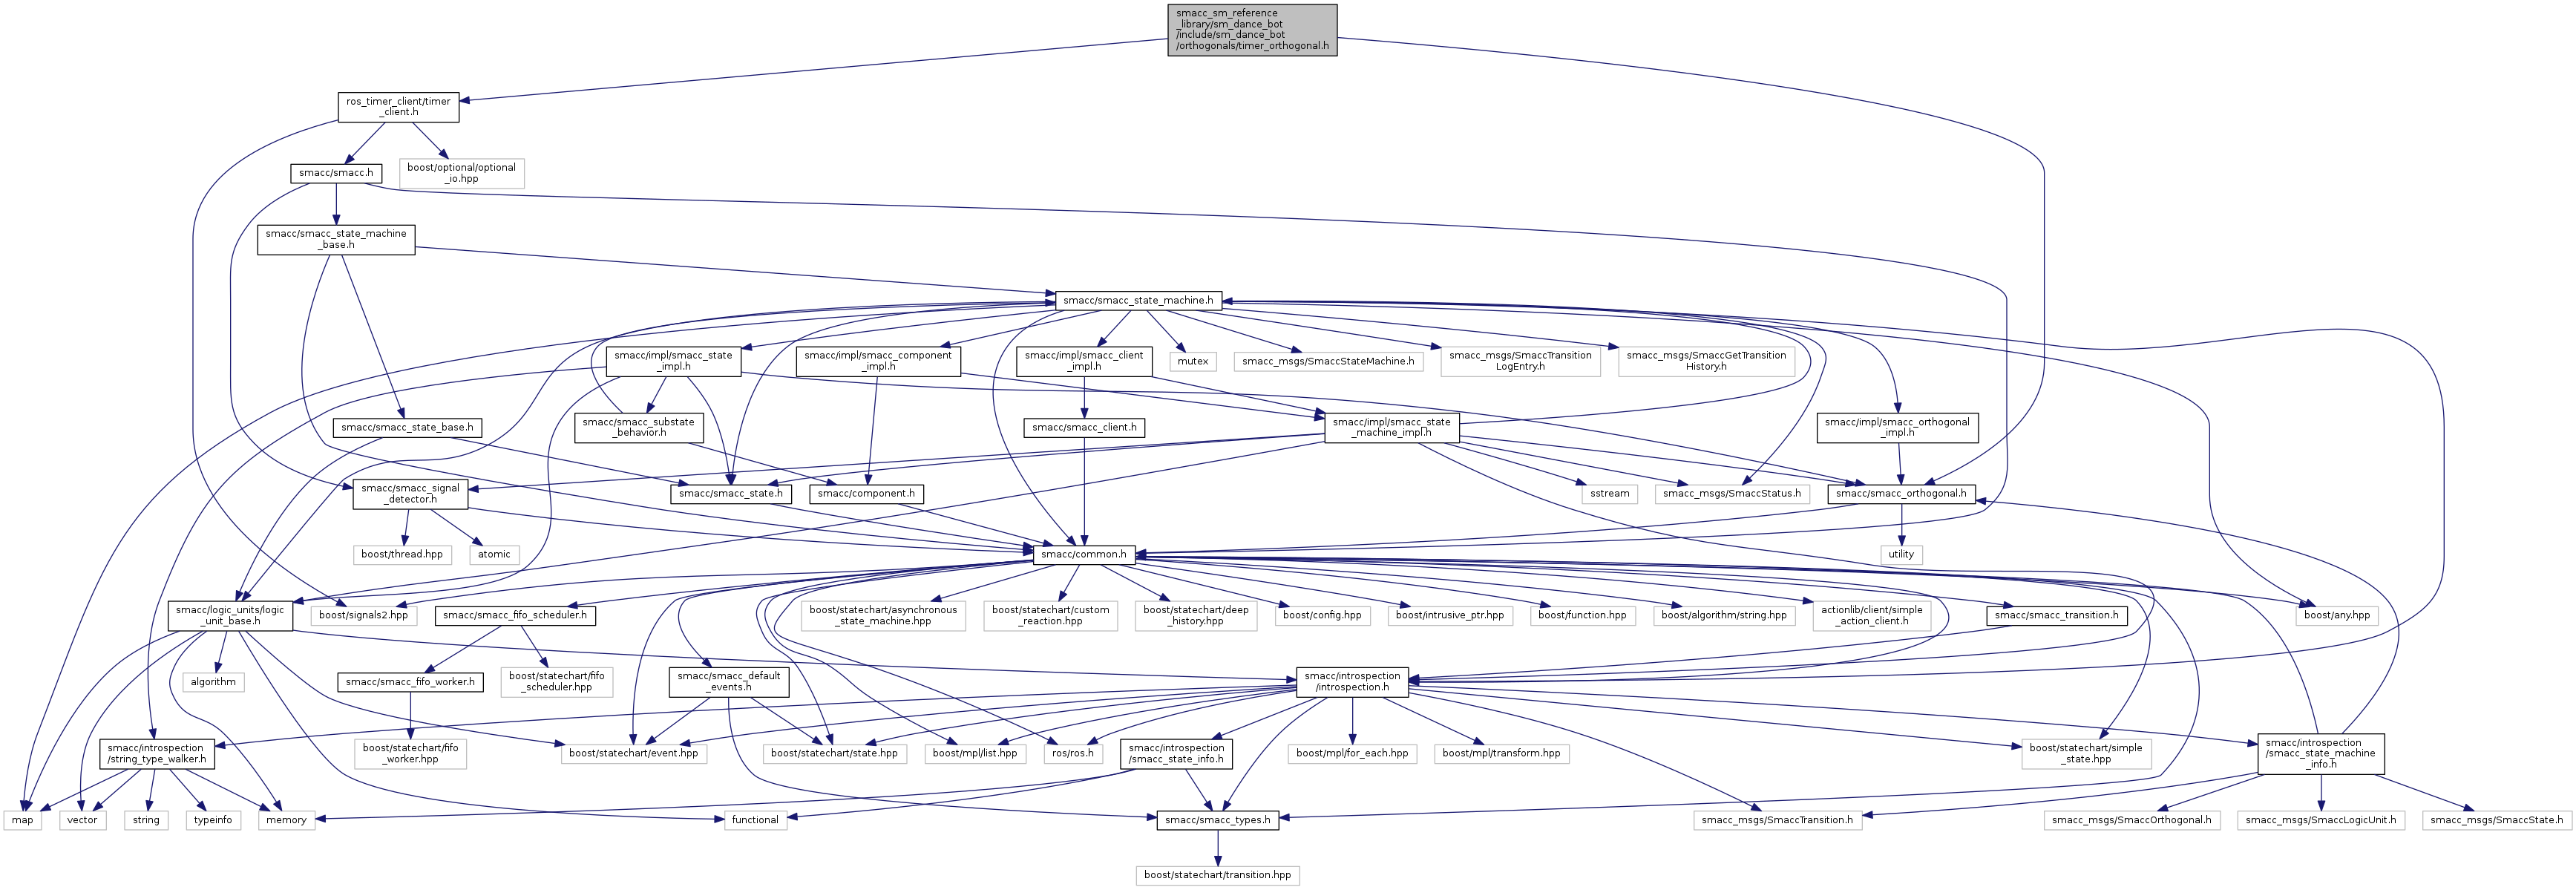 smacc_sm_reference
_library/sm_dance_bot
/include/sm_dance_bot
/orthogonals/timer_orthogonal.h
ros_timer_client/timer
_client.h
smacc/smacc.h
boost/optional/optional
_io.hpp
smacc/smacc_state_machine
_base.h
smacc/smacc_state_machine.h
smacc/impl/smacc_state
_impl.h
smacc/impl/smacc_component
_impl.h
smacc/impl/smacc_client
_impl.h
mutex
smacc_msgs/SmaccStateMachine.h
smacc_msgs/SmaccTransition
LogEntry.h
smacc_msgs/SmaccGetTransition
History.h
smacc/smacc_state_base.h
smacc/smacc_substate
_behavior.h
smacc/smacc_client.h
smacc/impl/smacc_state
_machine_impl.h
smacc/impl/smacc_orthogonal
_impl.h
smacc/smacc_signal
_detector.h
smacc/smacc_state.h
smacc/component.h
sstream
smacc_msgs/SmaccStatus.h
smacc/smacc_orthogonal.h
boost/thread.hpp
atomic
smacc/common.h
utility
smacc/logic_units/logic
_unit_base.h
boost/signals2.hpp
smacc/smacc_fifo_scheduler.h
boost/statechart/asynchronous
_state_machine.hpp
boost/statechart/custom
_reaction.hpp
boost/statechart/deep
_history.hpp
boost/config.hpp
boost/intrusive_ptr.hpp
boost/function.hpp
boost/algorithm/string.hpp
actionlib/client/simple
_action_client.h
smacc/smacc_transition.h
boost/any.hpp
algorithm
smacc/smacc_fifo_worker.h
boost/statechart/fifo
_scheduler.hpp
smacc/smacc_default
_events.h
smacc/introspection
/introspection.h
smacc/introspection
/string_type_walker.h
boost/statechart/fifo
_worker.hpp
boost/statechart/event.hpp
boost/statechart/state.hpp
boost/mpl/list.hpp
ros/ros.h
smacc/introspection
/smacc_state_info.h
boost/mpl/for_each.hpp
boost/mpl/transform.hpp
boost/statechart/simple
_state.hpp
smacc/introspection
/smacc_state_machine
_info.h
map
vector
string
typeinfo
memory
functional
smacc/smacc_types.h
smacc_msgs/SmaccTransition.h
smacc_msgs/SmaccOrthogonal.h
smacc_msgs/SmaccLogicUnit.h
smacc_msgs/SmaccState.h
boost/statechart/transition.hpp